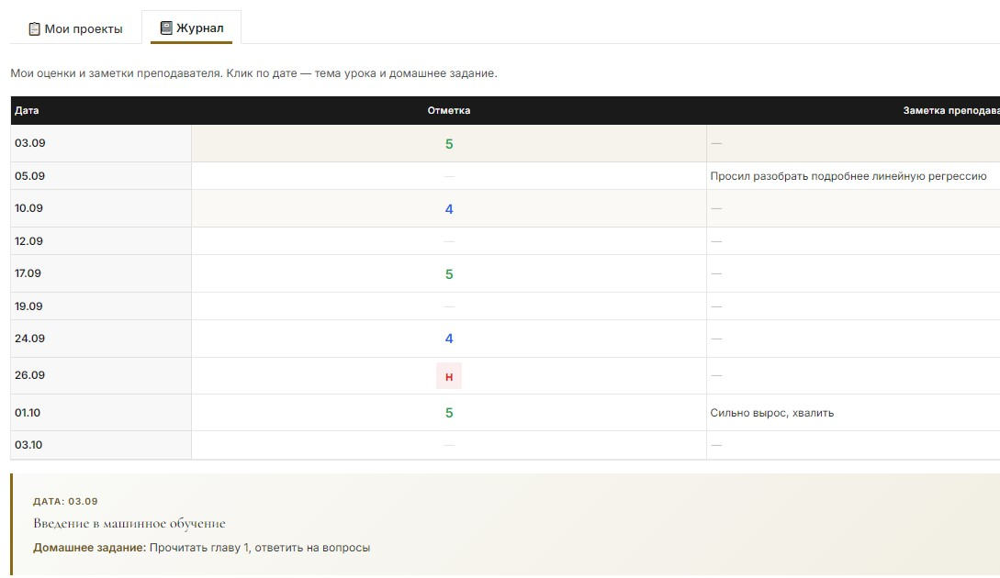 Мои проекты Журнал
Мои оценки и заметки преподавателя. Клик по дате — тема урока и домашнее задание.
Дата Отметка Заметка преподава
03.09 5 —
05.09 — Просил разобрать подробнее линейную регрессию
10.09 4 —
12.09 — —
17.09 5 —
19.09 — —
24.09 4 —
26.09 Н —
01.10 5 Сильно вырос, хвалить
03.10 — —
ДАТА: 03.09
Введение в машинное обучение
Домашнее задание: Прочитать главу 1, ответить на вопросы